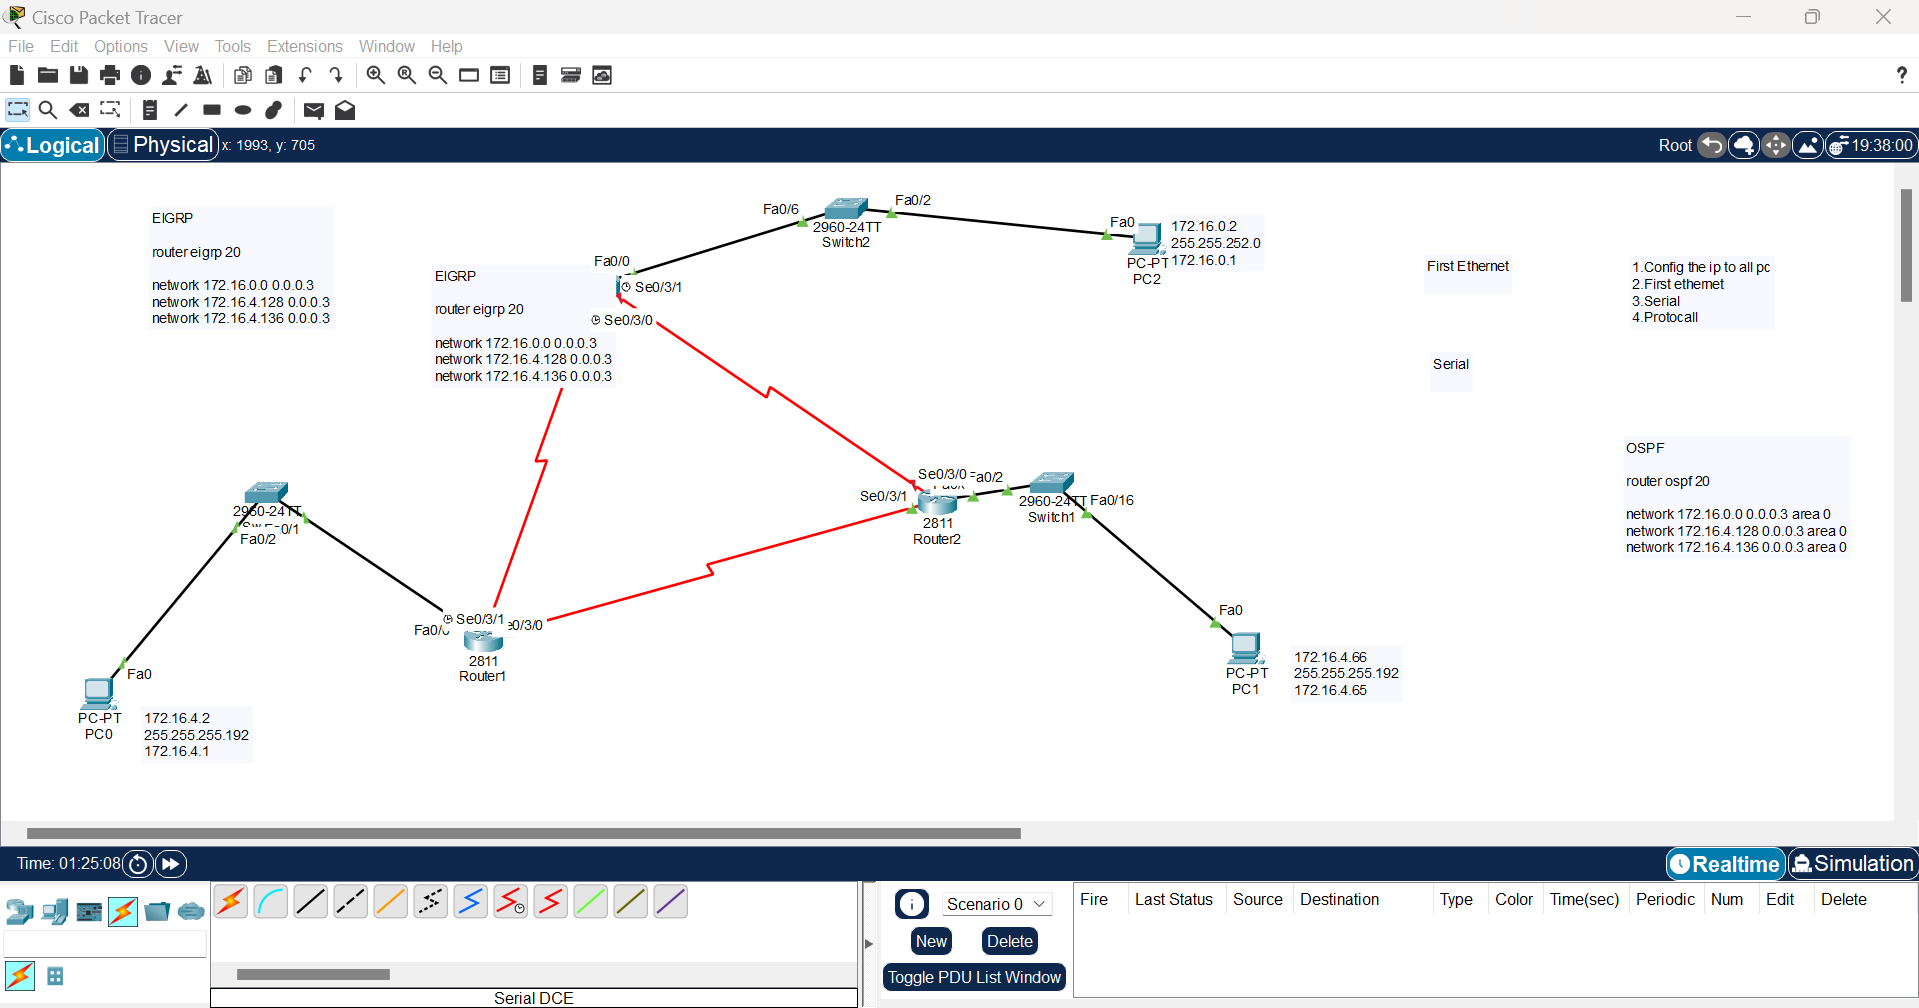 Cisco Packet Tracer
File Edit Options View Tools Extensions Window Help
Logical Physical x: 1993, y: 705
Root 19:38:00
EIGRP
router eigrp 20
network 172.16.0.0 0.0.0.3
network 172.16.4.128 0.0.0.3
network 172.16.4.136 0.0.0.3
EIGRP
router eigrp 20
network 172.16.0.0 0.0.0.3
network 172.16.4.128 0.0.0.3
network 172.16.4.136 0.0.0.3
Fa0/0
Se0/3/1
Se0/3/0
Fa0/6
Fa0/2
2960-24TT
Switch2
Fa0
PC-PT
PC2
172.16.0.2
255.255.252.0
172.16.0.1
First Ethernet
Serial
1.Config the ip to all pc
2.First ethernet
3.Serial
4.Protocall
OSPF
router ospf 20
network 172.16.0.0 0.0.0.3 area 0
network 172.16.4.128 0.0.0.3 area 0
network 172.16.4.136 0.0.0.3 area 0
2960-24TT
Fa0/2
Fa0
PC-PT
PC0
172.16.4.2
255.255.255.192
172.16.4.1
Se0/3/1
2811
Router1
Se0/3/0
Se0/3/1
2811
Router2
2960-24TT
Switch1
Fa0/16
Fa0
PC-PT
PC1
172.16.4.66
255.255.255.192
172.16.4.65
Time: 01:25:08
Realtime Simulation
Serial DCE
Scenario 0
New Delete
Toggle PDU List Window
Fire Last Status Source Destination Type Color Time(sec) Periodic Num Edit Delete